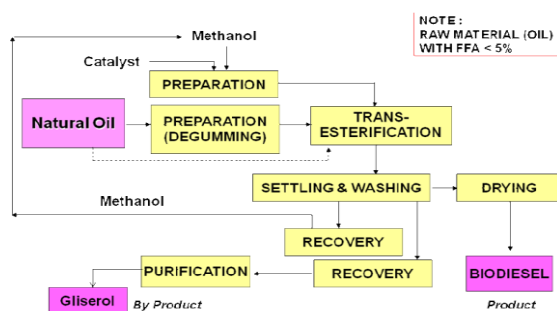 NOTE :
RAW MATERIAL (OIL)
WITH FFA < 5%
Methanol
Catalyst
PREPARATION
Natural Oil
PREPARATION
(DEGUMMING)
TRANS-
ESTERIFICATION
SETTLING & WASHING
DRYING
Methanol
RECOVERY
PURIFICATION
RECOVERY
BIODIESEL
Gliserol
By Product
Product